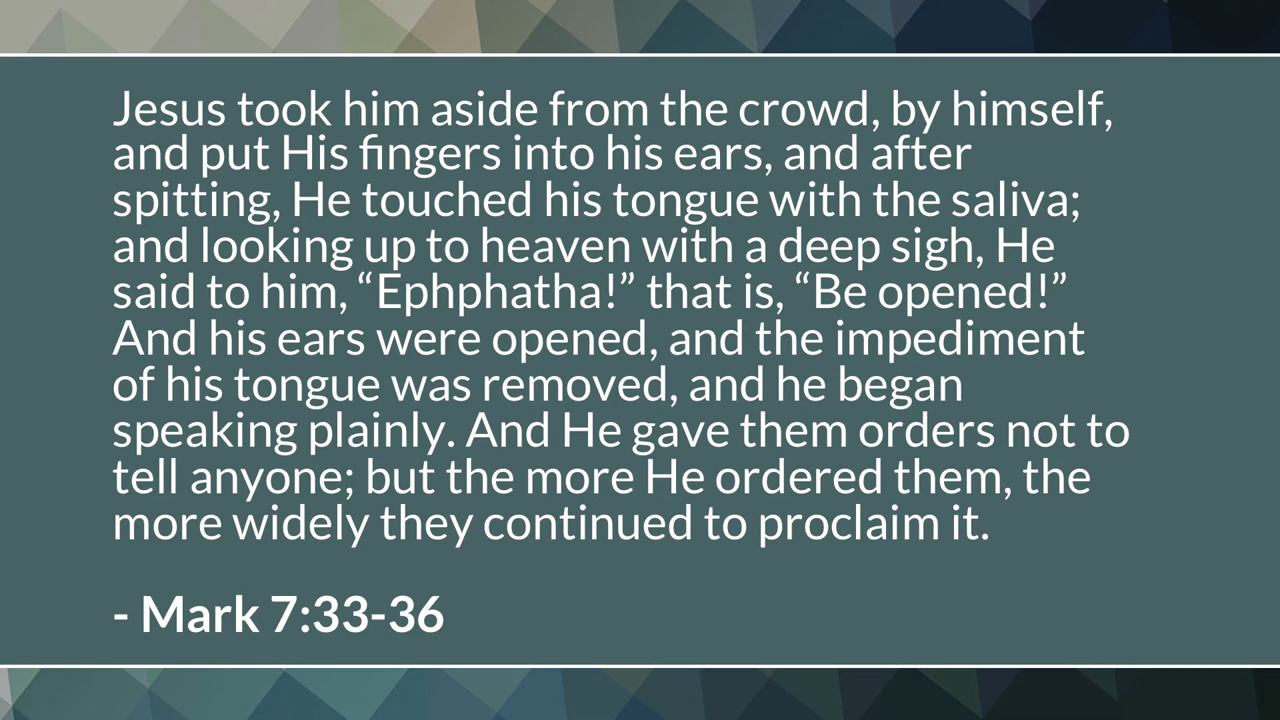 Jesus took him aside from the crowd, by himself,
and put His fingers into his ears, and after
spitting, He touched his tongue with the saliva;
and looking up to heaven with a deep sigh, He
said to him, “Ephphatha!” that is, “Be opened!”
And his ears were opened, and the impediment
of his tongue was removed, and he began
speaking plainly. And He gave them orders not to
tell anyone; but the more He ordered them, the
more widely they continued to proclaim it.
- Mark 7:33-36